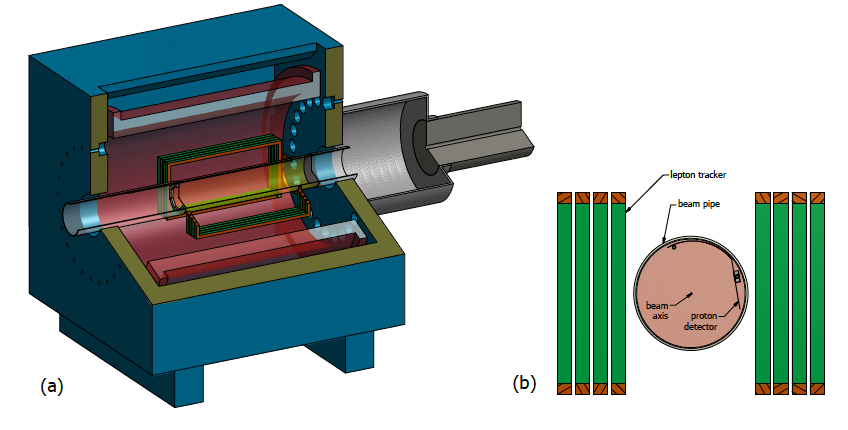 lepton tracker
beam pipe
beam
axis
proton
detector
(a)
(b)